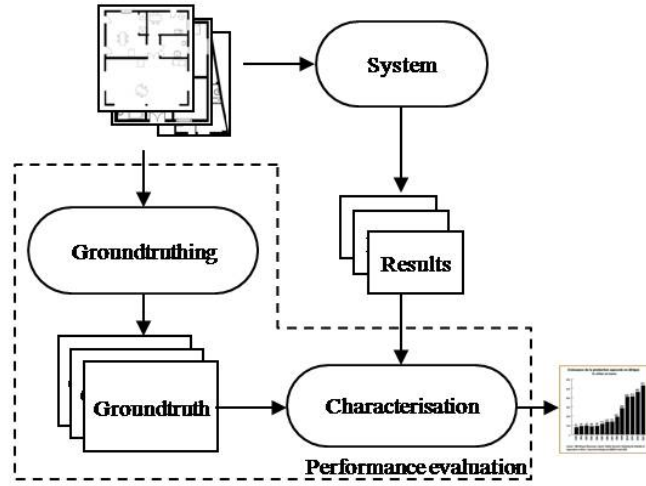 System
Groundtruthing
Results
Groundtruth
Characterisation
Performance evaluation